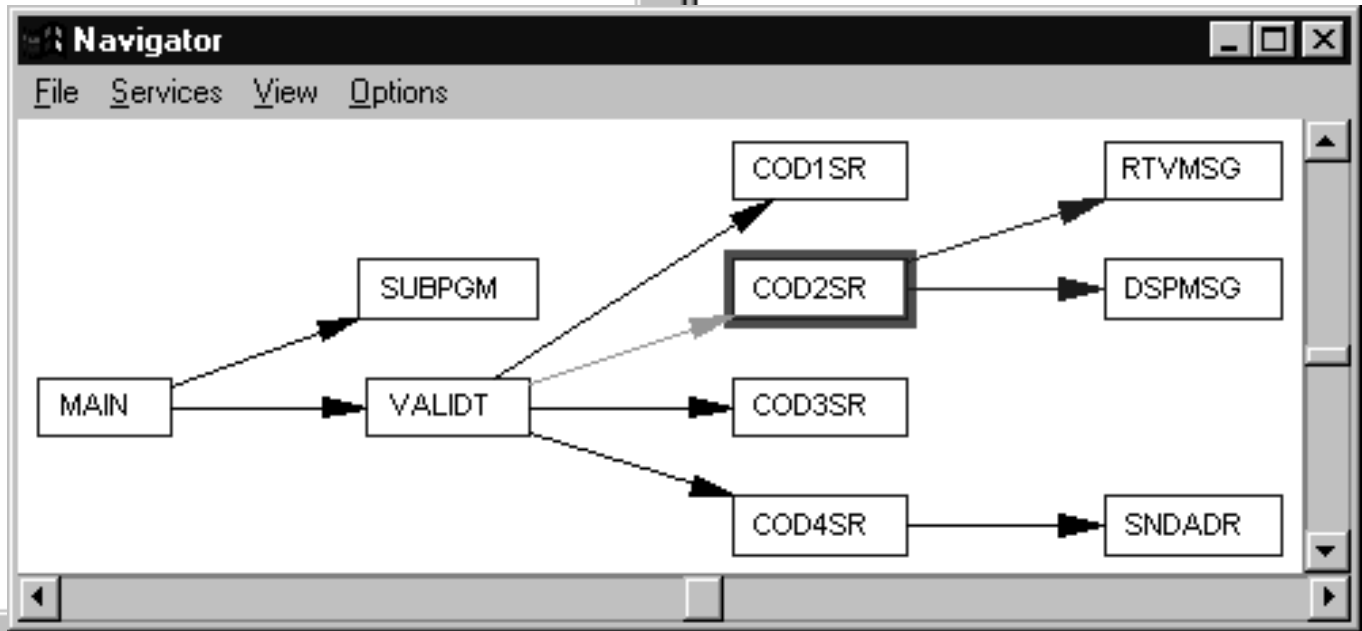 Navigator
File Services View Options
COD1SR RTVMSG
SUBPGM COD2SR DSPMSG
MAIN VALIDT COD3SR
COD4SR SNDADR